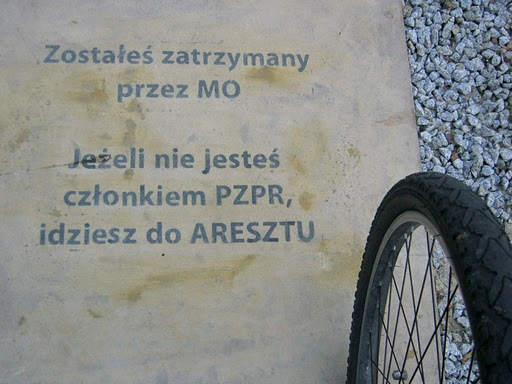 Zostałeś zatrzymany
przez MO
Jeżeli nie jesteś
członkiem PZPR,
idziesz do ARESZTU